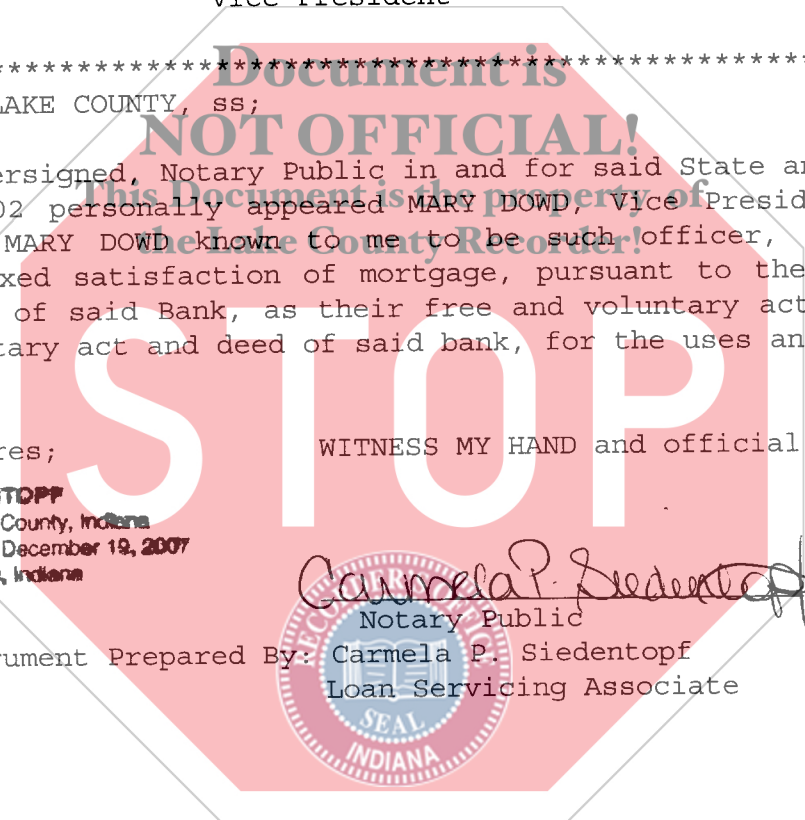 Vice President
*************************************************
Document is
LAKE COUNTY, ss;
NOT OFFICIAL!
ersigned, Notary Public in and for said State an
This Document is the property of
02 personally appeared MARY DOWD, Vice Presid
the Lake County Recorder!
MARY DOWD known to me to be such officer,
xed satisfaction of mortgage, pursuant to the
of said Bank, as their free and voluntary act
tary act and deed of said bank, for the uses an
STOP
res; WITNESS MY HAND and official
TOPF
County, Indiana
December 19, 2007
, Indiana
Carmela P. Siedentopf
Notary Public
rument Prepared By: Carmela P. Siedentopf
Loan Servicing Associate
RECORDER'S OFFICE
SEAL
INDIANA